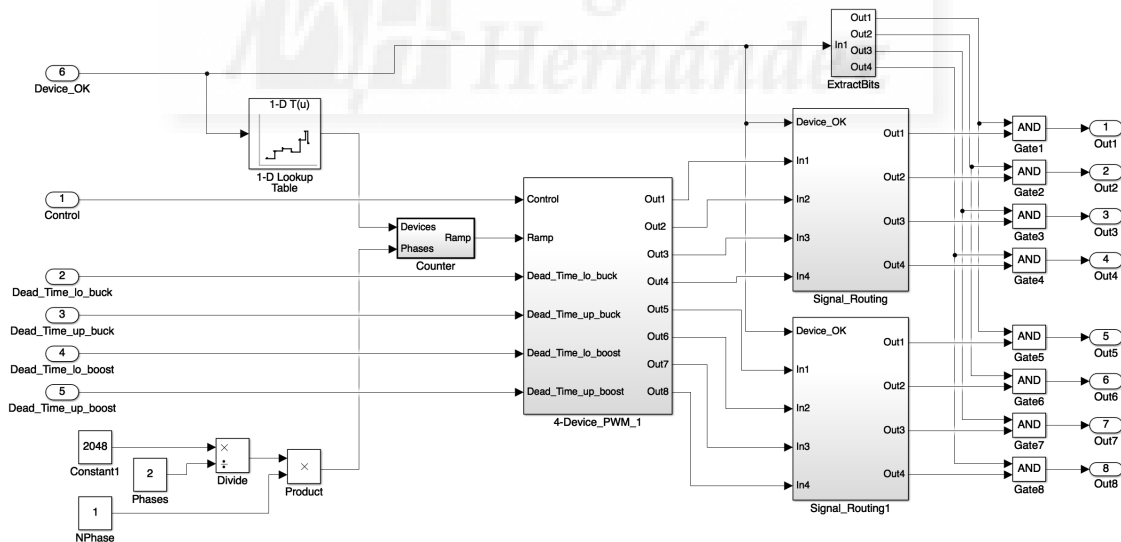 Hernández
6
Device_OK
1-D T(u)
1-D Lookup
Table
1
Control
2
Dead_Time_lo_buck
3
Dead_Time_up_buck
4
Dead_Time_lo_boost
5
Dead_Time_up_boost
2048
Constant1
2
Phases
1
NPhase
×
÷
Divide
×
Product
Devices
Phases
Ramp
Counter
Control
Ramp
Dead_Time_lo_buck
Dead_Time_up_buck
Dead_Time_lo_boost
Dead_Time_up_boost
Out1
Out2
Out3
Out4
Out5
Out6
Out7
Out8
4-Device_PWM_1
In1
Out1
Out2
Out3
Out4
ExtractBits
Device_OK
In1
In2
In3
In4
Out1
Out2
Out3
Out4
Signal_Routing
Device_OK
In1
In2
In3
In4
Out1
Out2
Out3
Out4
Signal_Routing1
AND
Gate1
1
Out1
AND
Gate2
2
Out2
AND
Gate3
3
Out3
AND
Gate4
4
Out4
AND
Gate5
5
Out5
AND
Gate6
6
Out6
AND
Gate7
7
Out7
AND
Gate8
8
Out8